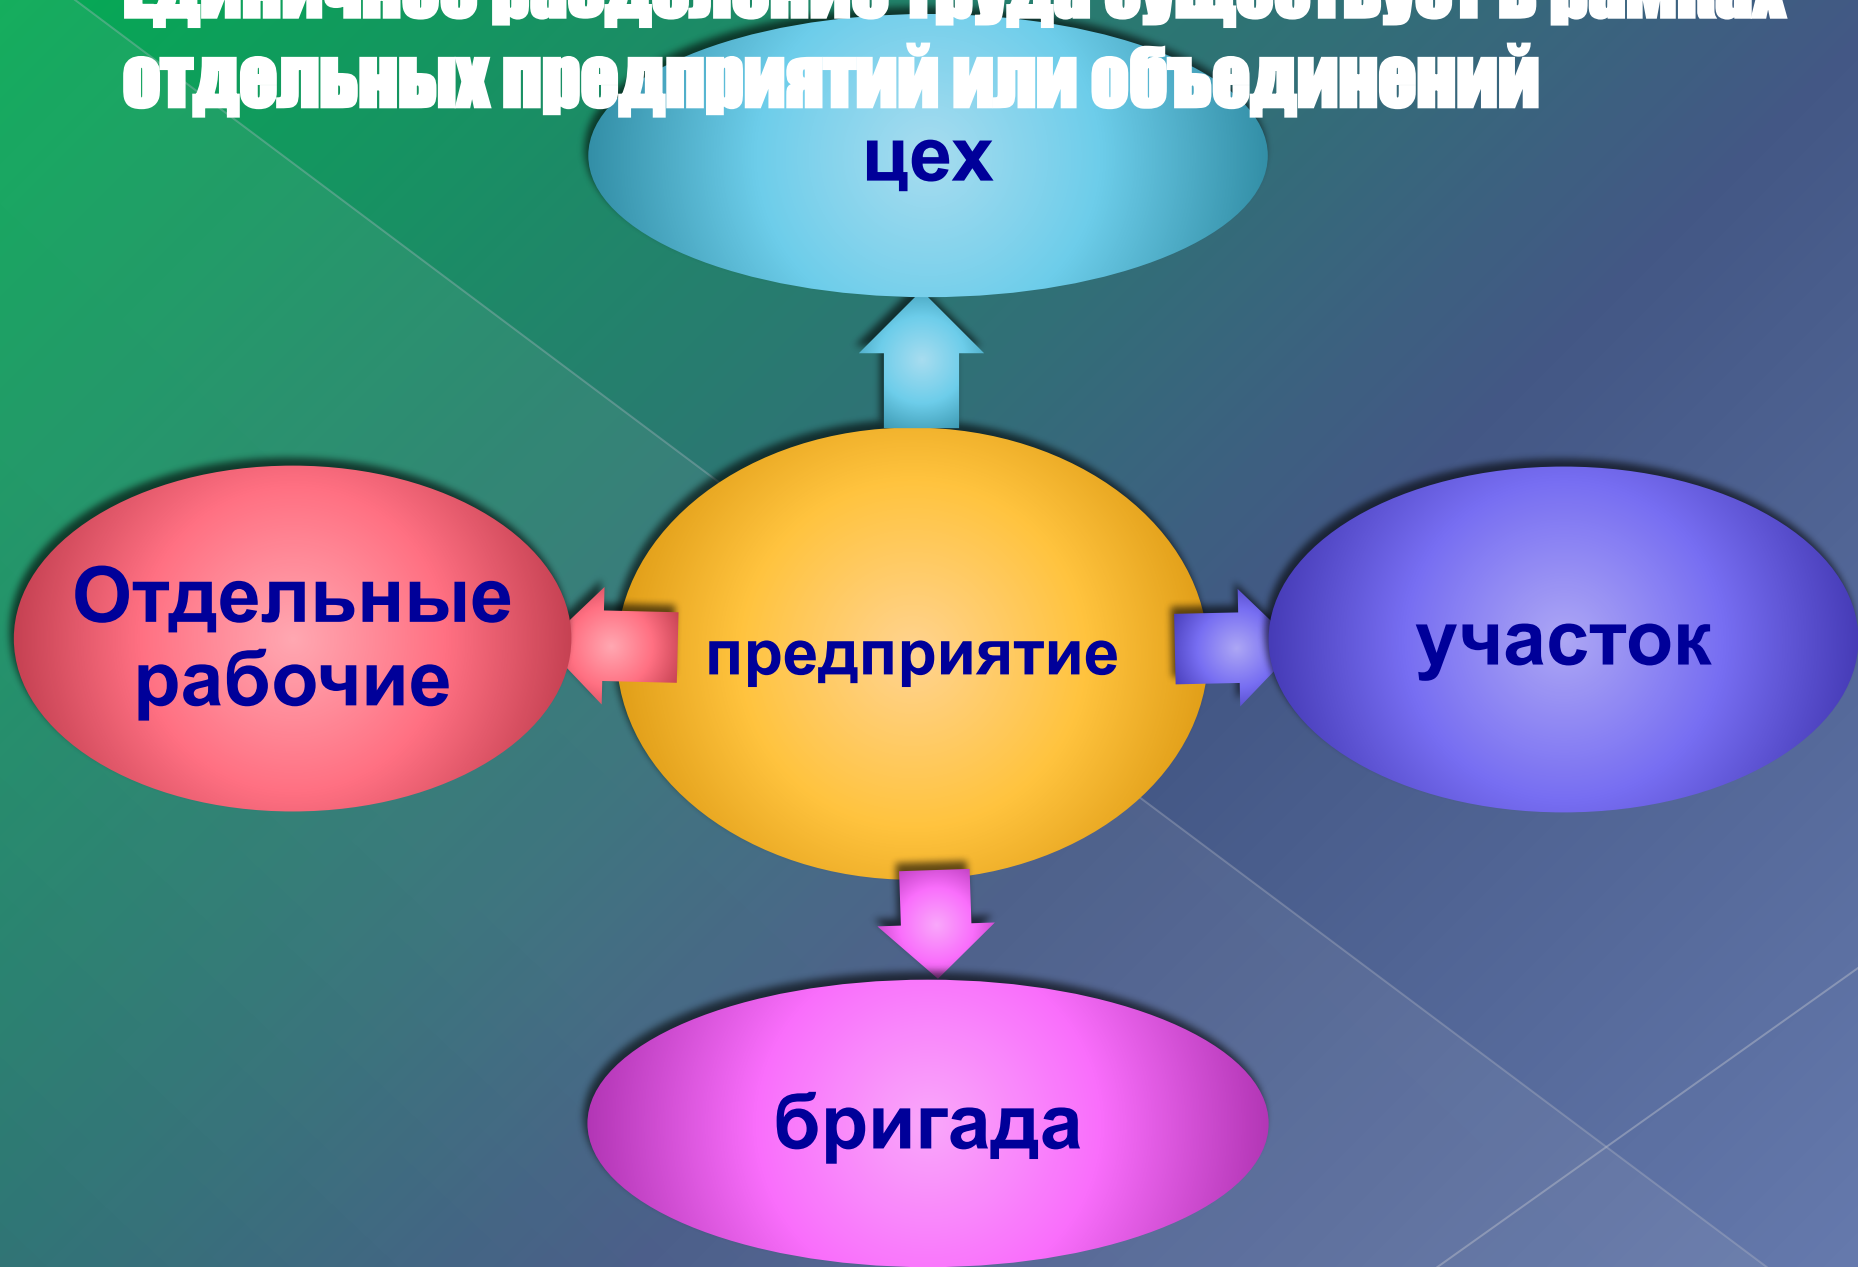 Единичное разделение труда существует в рамках
отдельных предприятий или объединений
цех
Отдельные
рабочие
предприятие
участок
бригада